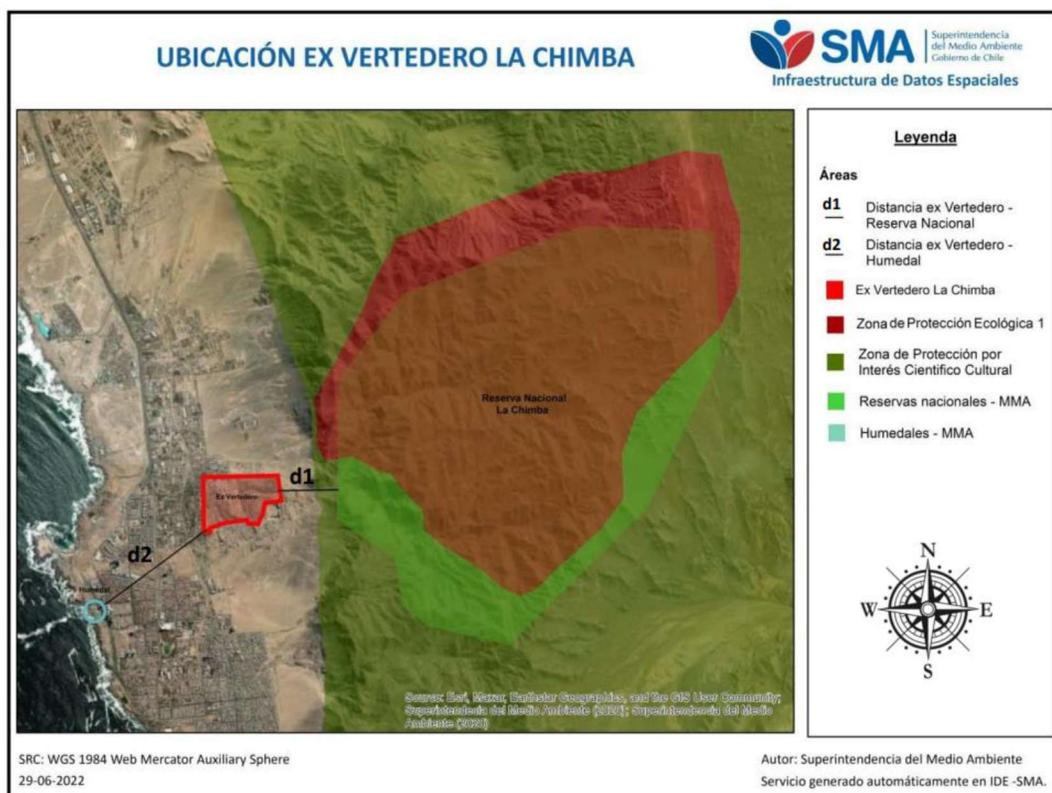 UBICACIÓN EX VERTEDERO LA CHIMBA
SMA
Superintendencia
del Medio Ambiente
Gobierno de Chile
Infraestructura de Datos Espaciales
Reserva Nacional
La Chimba
d1
Ex Vertedero
d2
Humedal
Source: Esri, Maxar, Earthstar Geographics, and the GIS User Community;
Superintendencia del Medio Ambiente (2020); Superintendencia del Medio
Ambiente (2020)
Leyenda
Áreas
d1 Distancia ex Vertedero -
Reserva Nacional
d2 Distancia ex Vertedero -
Humedal
Ex Vertedero La Chimba
Zona de Protección Ecológica 1
Zona de Protección por
Interés Cientifico Cultural
Reservas nacionales - MMA
Humedales - MMA
N
W E
S
SRC: WGS 1984 Web Mercator Auxiliary Sphere
29-06-2022
Autor: Superintendencia del Medio Ambiente
Servicio generado automáticamente en IDE -SMA.